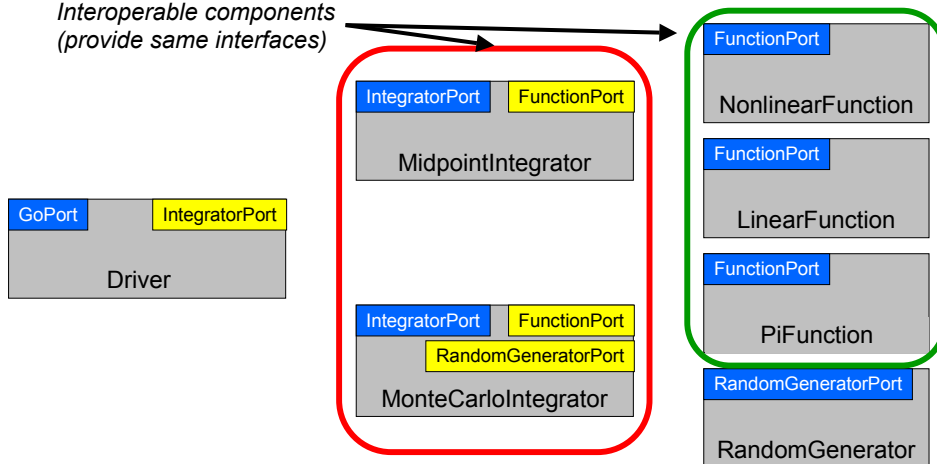 Interoperable components
(provide same interfaces)
GoPort
IntegratorPort
Driver
IntegratorPort
FunctionPort
MidpointIntegrator
IntegratorPort
FunctionPort
RandomGeneratorPort
MonteCarloIntegrator
FunctionPort
NonlinearFunction
FunctionPort
LinearFunction
FunctionPort
PiFunction
RandomGeneratorPort
RandomGenerator